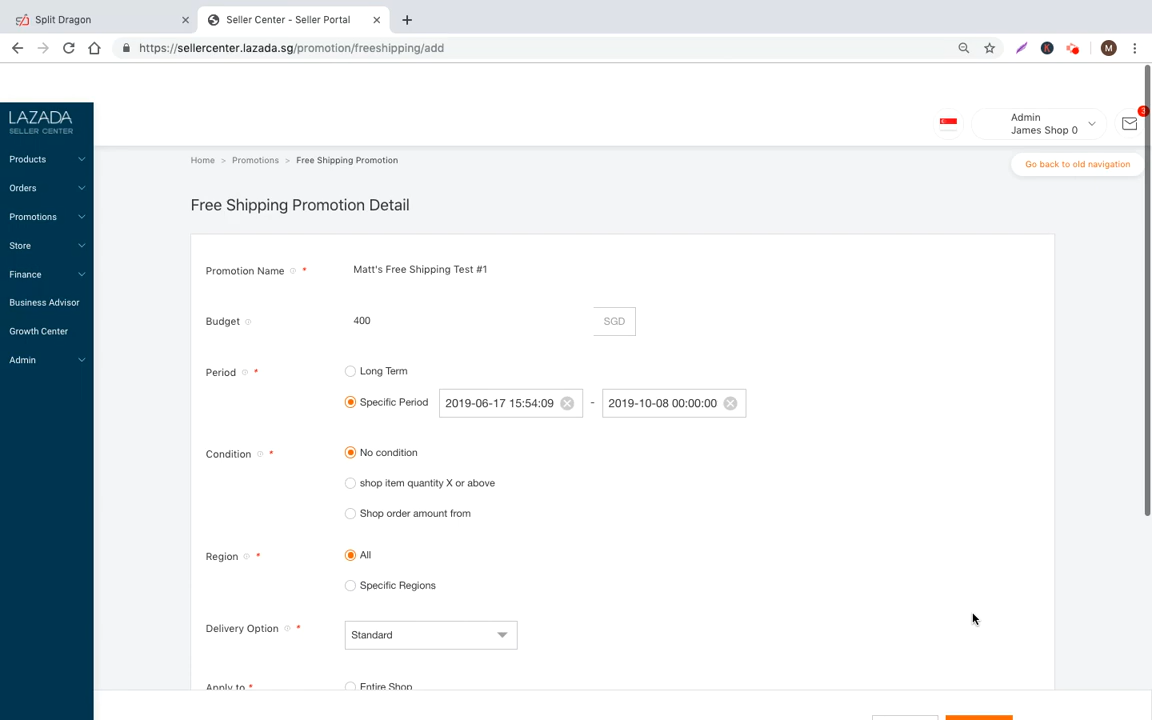 Split Dragon
Seller Center - Seller Portal
https://sellercenter.lazada.sg/promotion/freeshipping/add
M
LAZADA
SELLER CENTER
Products
Orders
Promotions
Store
Finance
Business Advisor
Growth Center
Admin
Admin
James Shop 0
3
Home > Promotions > Free Shipping Promotion
Go back to old navigation
Free Shipping Promotion Detail
Promotion Name * Matt's Free Shipping Test #1
Budget 400 SGD
Period * Long Term
Specific Period 2019-06-17 15:54:09 - 2019-10-08 00:00:00
Condition * No condition
shop item quantity X or above
Shop order amount from
Region * All
Specific Regions
Delivery Option * Standard
Apply to * Entire Shop